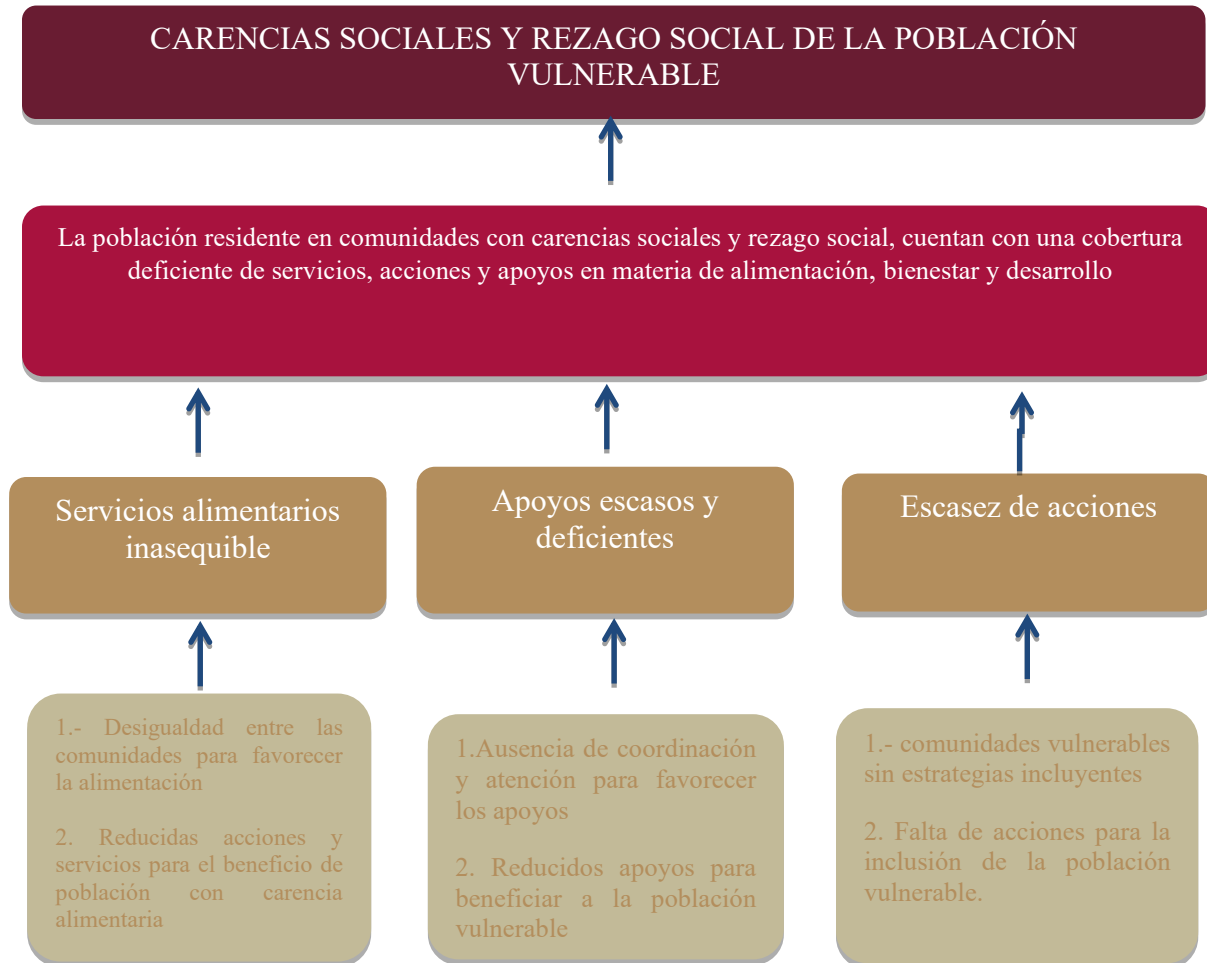 CARENCIAS SOCIALES Y REZAGO SOCIAL DE LA POBLACIÓN
VULNERABLE
La población residente en comunidades con carencias sociales y rezago social, cuentan con una cobertura
deficiente de servicios, acciones y apoyos en materia de alimentación, bienestar y desarrollo
Servicios alimentarios
inasequible
Apoyos escasos y
deficientes
Escasez de acciones
1.- Desigualdad entre las
comunidades para favorecer
la alimentación
2. Reducidas acciones y
servicios para el beneficio de
población con carencia
alimentaria
1.Ausencia de coordinación
y atención para favorecer
los apoyos
2. Reducidos apoyos para
beneficiar a la población
vulnerable
1.- comunidades vulnerables
sin estrategias incluyentes
2. Falta de acciones para la
inclusión de la población
vulnerable.